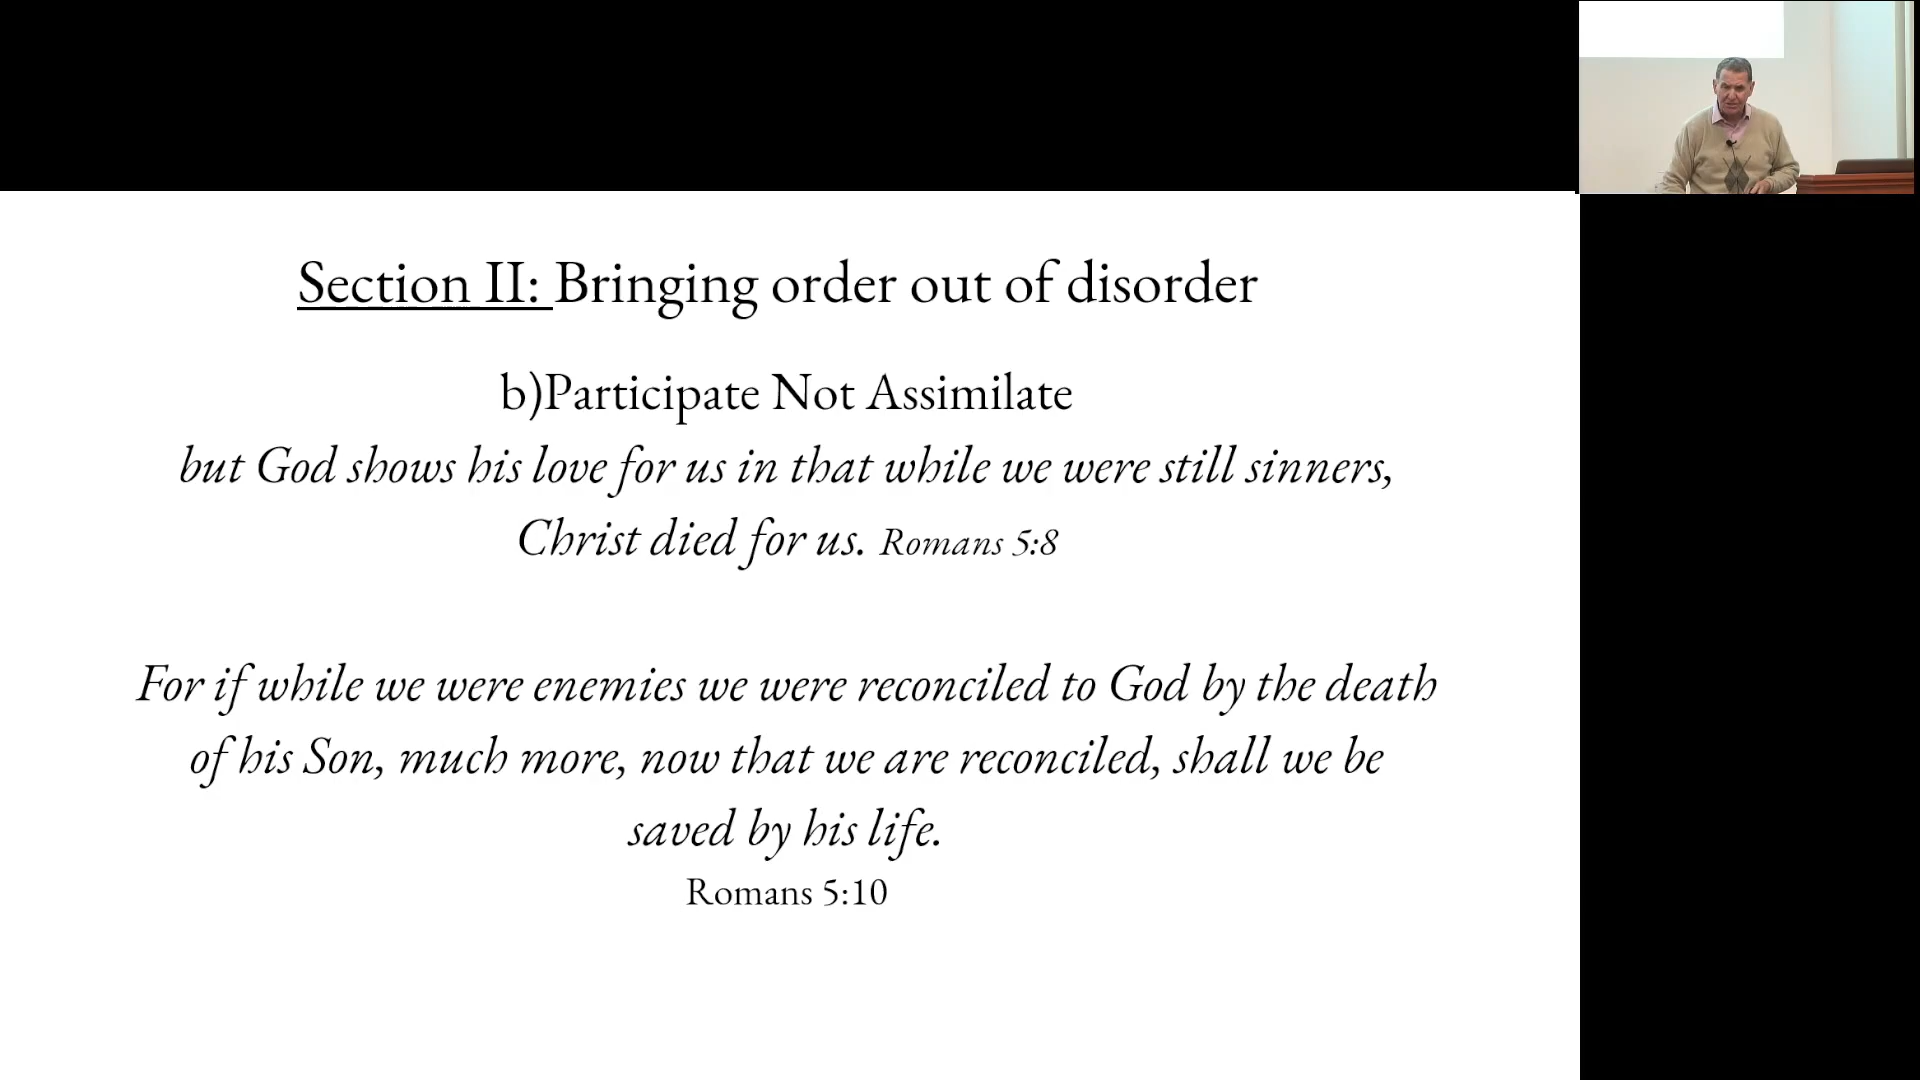 Section II: Bringing order out of disorder
b)Participate Not Assimilate
but God shows his love for us in that while we were still sinners,
Christ died for us. Romans 5:8
For if while we were enemies we were reconciled to God by the death
of his Son, much more, now that we are reconciled, shall we be
saved by his life.
Romans 5:10